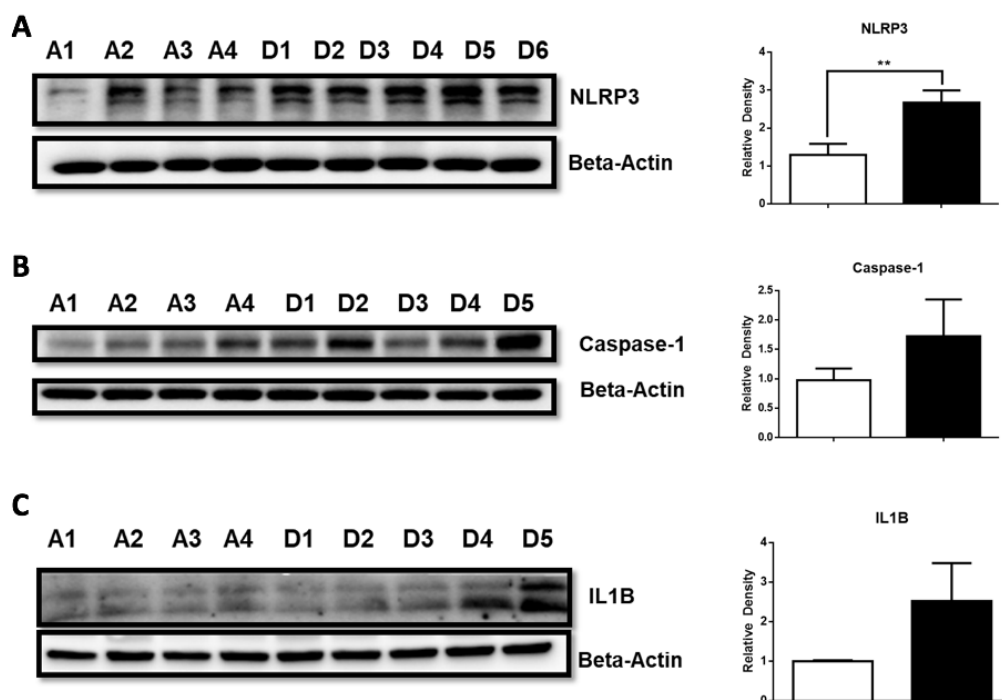 A
A1 A2 A3 A4 D1 D2 D3 D4 D5 D6
NLRP3
Beta-Actin
NLRP3
Relative Density
4
3
2
1
0
**
B
A1 A2 A3 A4 D1 D2 D3 D4 D5
Caspase-1
Beta-Actin
Caspase-1
Relative Density
2.5
2.0
1.5
1.0
0.5
0.0
C
A1 A2 A3 A4 D1 D2 D3 D4 D5
IL1B
Beta-Actin
IL1B
Relative Density
4
3
2
1
0